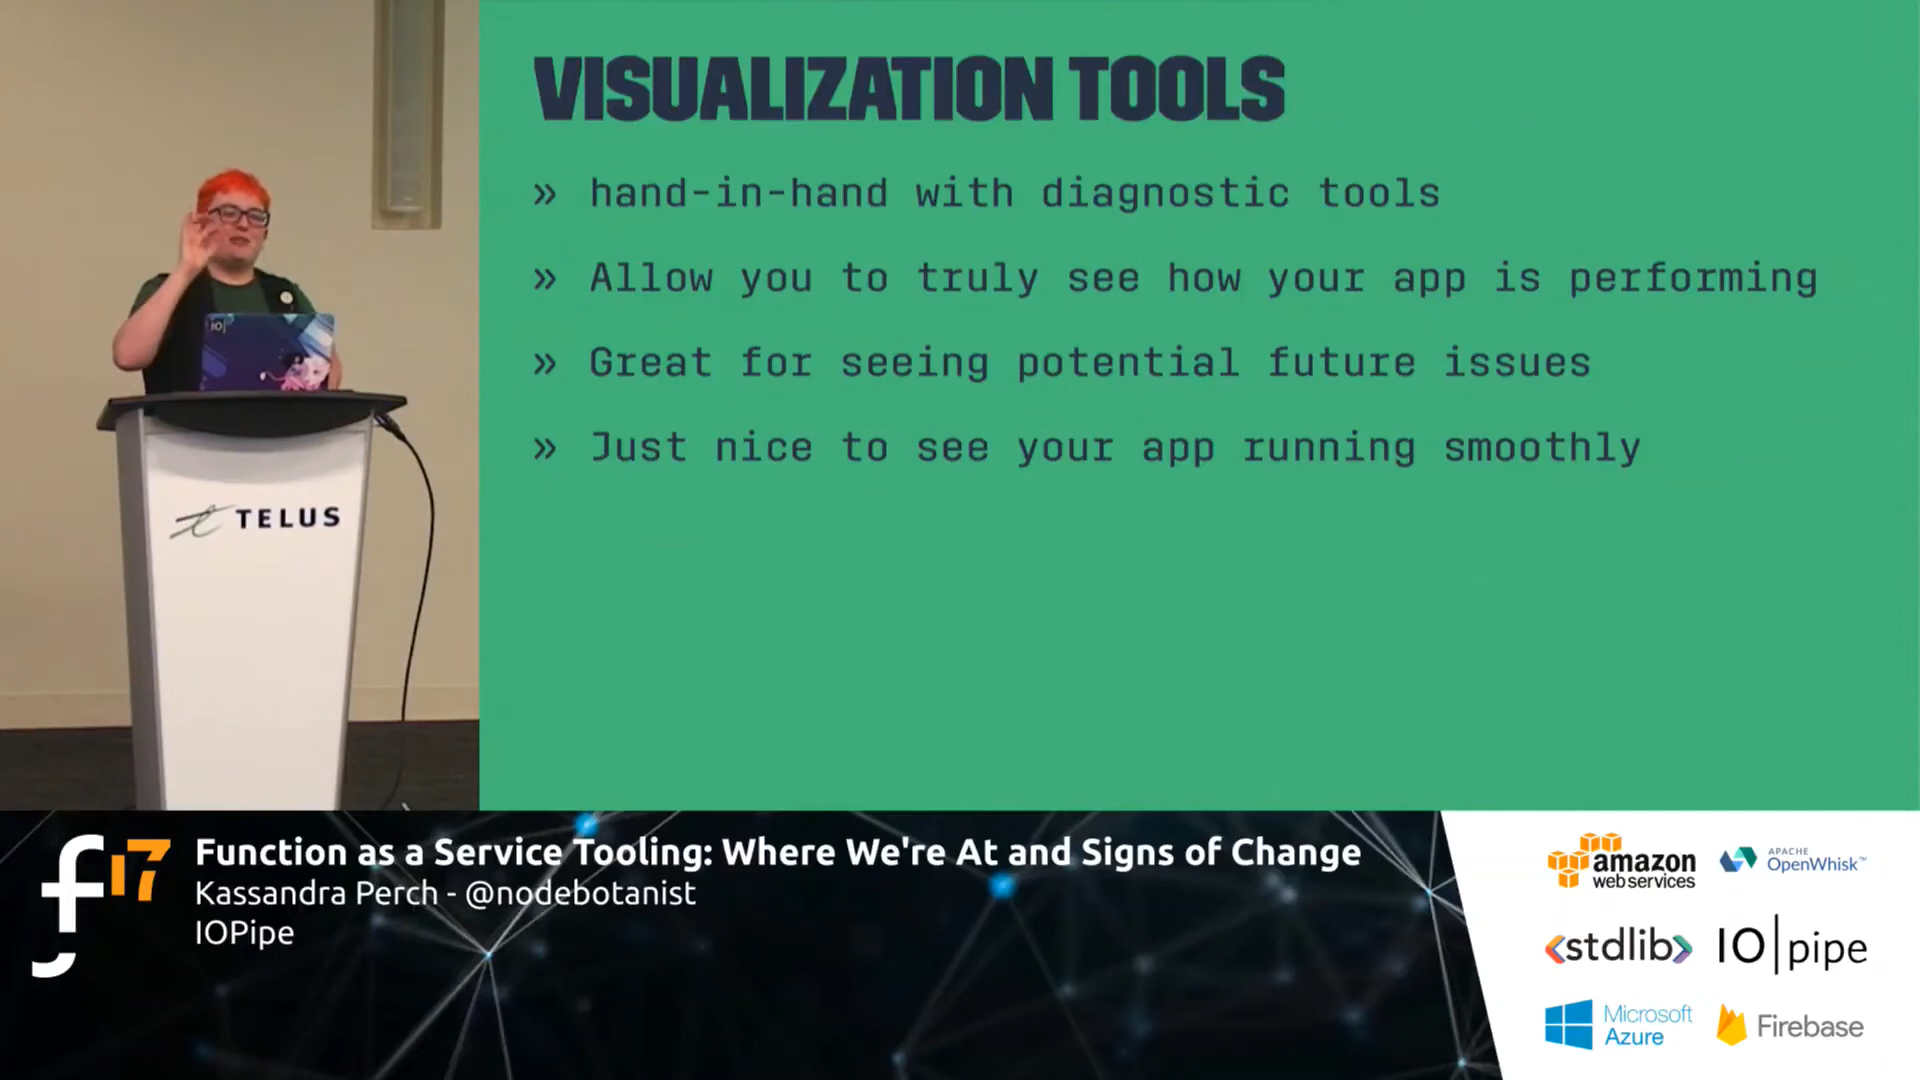 VISUALIZATION TOOLS
» hand-in-hand with diagnostic tools
» Allow you to truly see how your app is performing
» Great for seeing potential future issues
» Just nice to see your app running smoothly
IO|
TELUS
f17
Function as a Service Tooling: Where We're At and Signs of Change
Kassandra Perch - @nodebotanist
IOPipe
amazon
webservices
APACHE
OpenWhisk™
<stdlib>
IO|pipe
Microsoft
Azure
Firebase